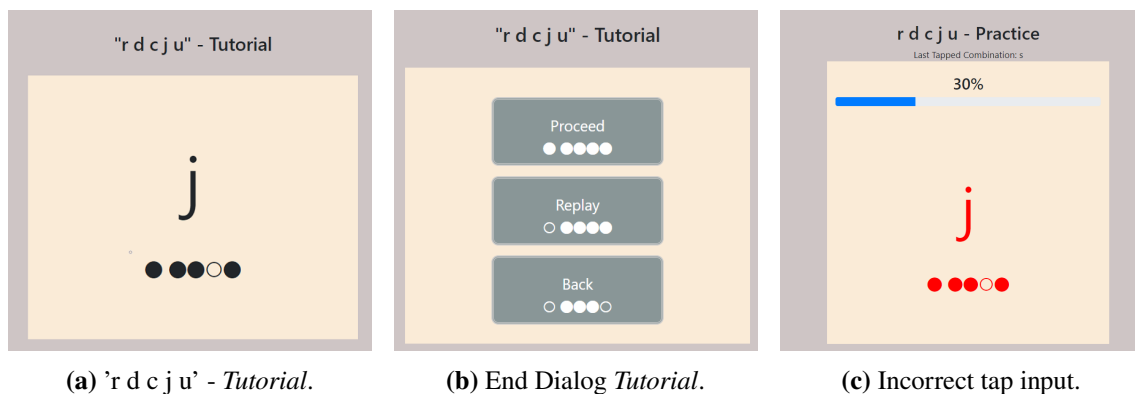 "r d c j u" - Tutorial
j
"r d c j u" - Tutorial
Proceed
Replay
Back
r d c j u - Practice
Last Tapped Combination: s
30%
j
(a) ’r d c j u’ - Tutorial.
(b) End Dialog Tutorial.
(c) Incorrect tap input.